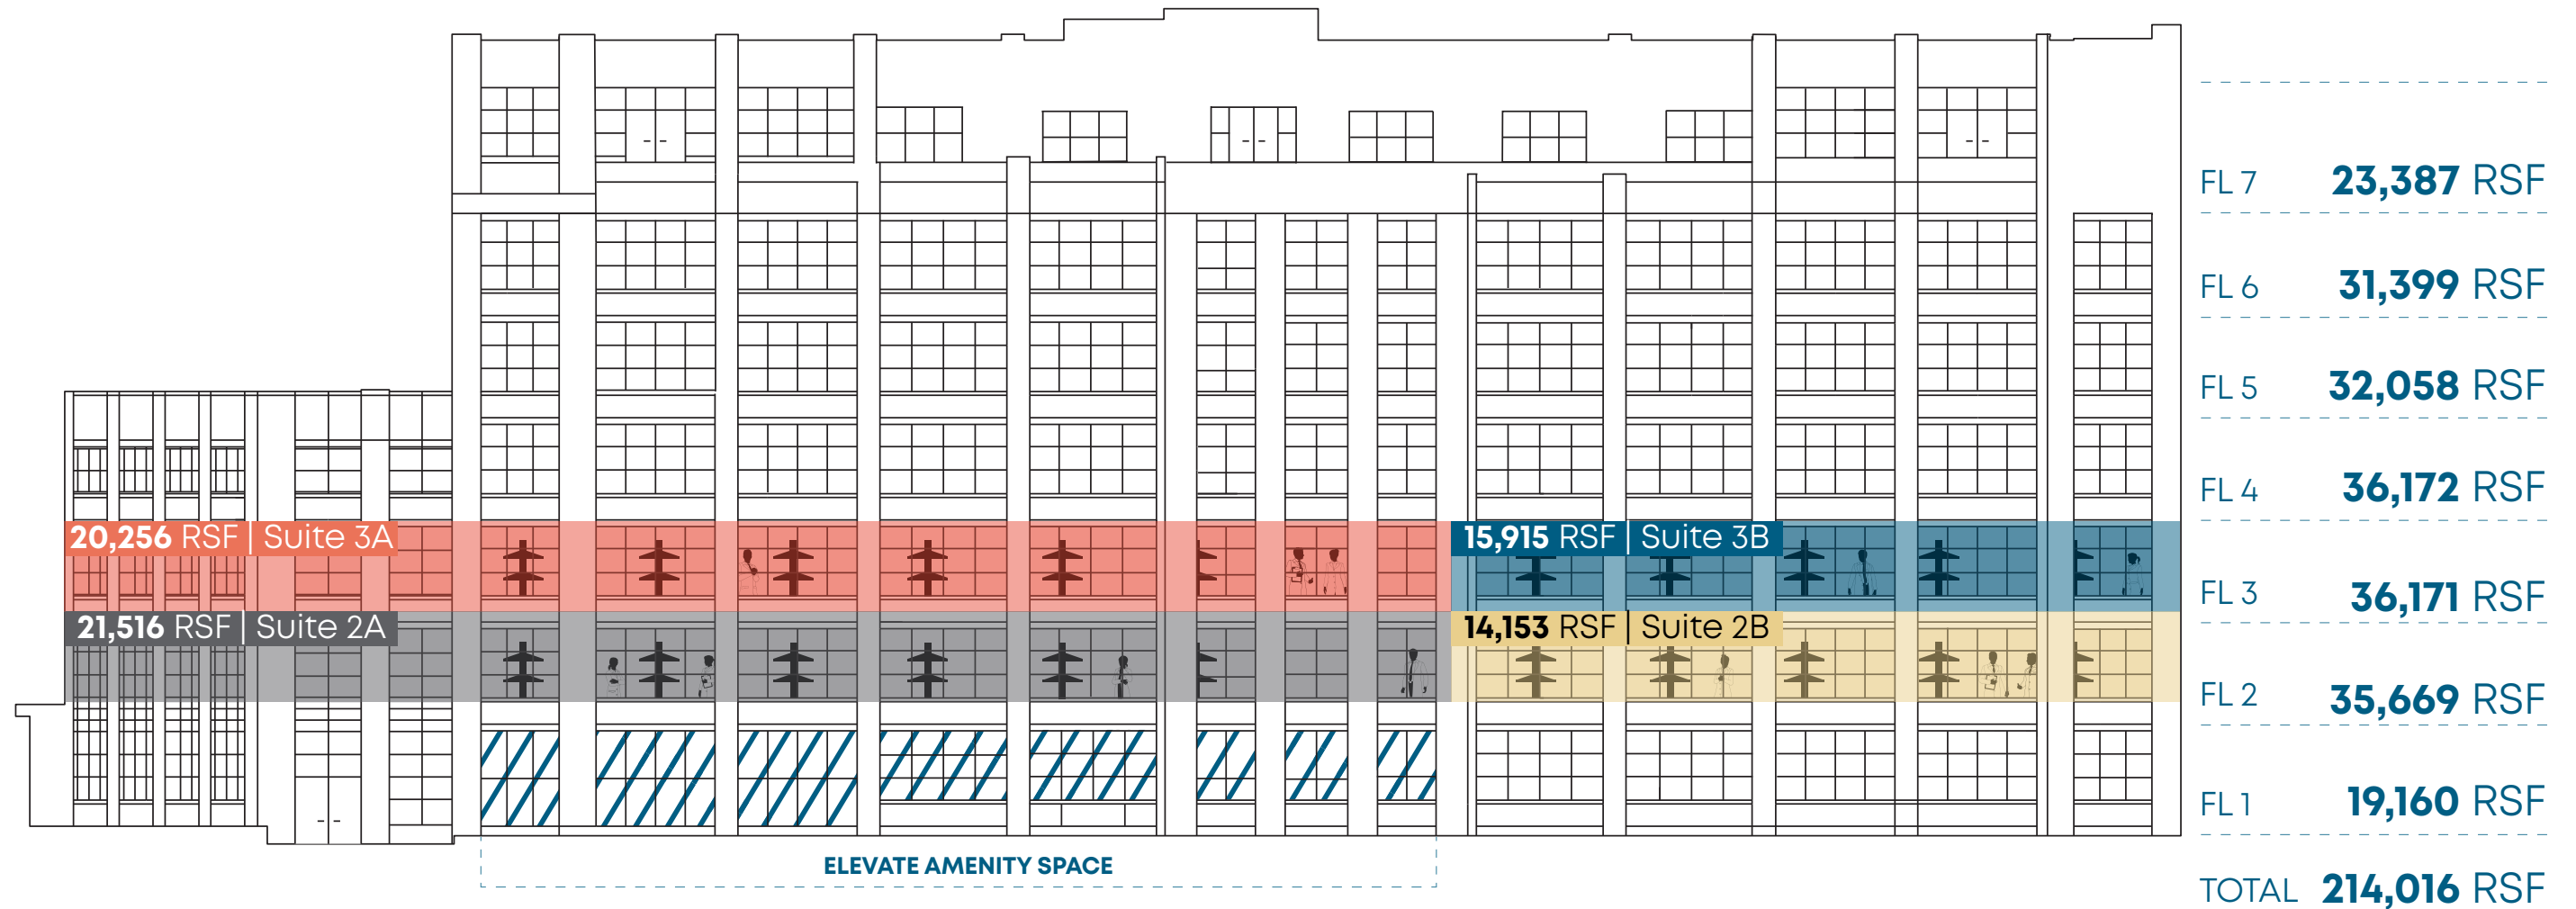 FL 7 23,387 RSF
FL 6 31,399 RSF
FL 5 32,058 RSF
FL 4 36,172 RSF
20,256 RSF | Suite 3A
15,915 RSF | Suite 3B
FL 3 36,171 RSF
21,516 RSF | Suite 2A
14,153 RSF | Suite 2B
FL 2 35,669 RSF
FL 1 19,160 RSF
ELEVATE AMENITY SPACE
TOTAL 214,016 RSF